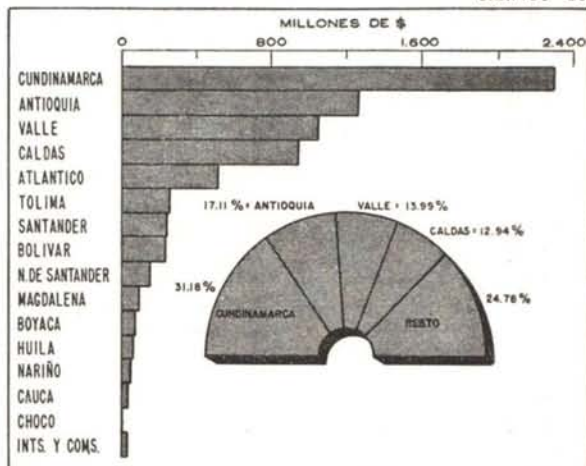 MILLONES DE $
0 800 1.600 2.400
CUNDINAMARCA
ANTIOQUIA
VALLE
CALDAS
ATLANTICO
TOLIMA
SANTANDER
BOLIVAR
N.DE SANTANDER
MAGDALENA
BOYACA
HUILA
NARIÑO
CAUCA
CHOCO
INTS. Y COMS.
17.11 % = ANTIOQUIA
VALLE = 13.99 %
CALDAS = 12.94 %
31.18 %
CUNDINAMARCA
24.78 %
RESTO